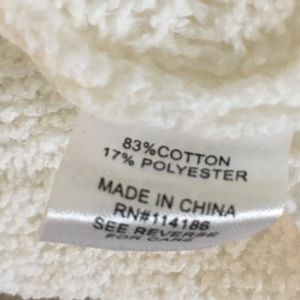 83%COTTON
17% POLYESTER
MADE IN CHINA
RN#114186
SEE REVERSE
FOR CARE